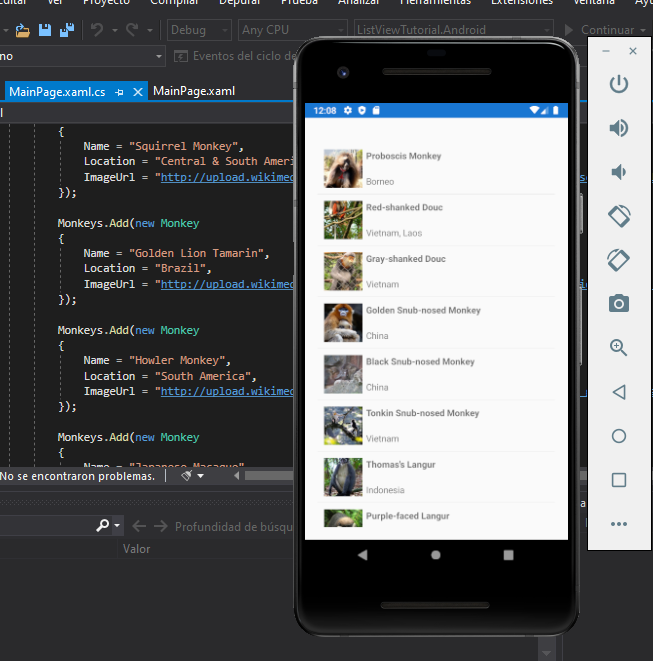 Ver
Proyecto
Compilar
Depurar
Prueba
Analizar
Herramientas
Extensiones
Ventana
Debug
Any CPU
ListViewTutorial.Android
Continuar
no
Eventos del ciclo de
MainPage.xaml.cs
MainPage.xaml
{
Name = "Squirrel Monkey",
Location = "Central & South Ameri
ImageUrl = "http://upload.wikimed
});
Monkeys.Add(new Monkey
{
Name = "Golden Lion Tamarin",
Location = "Brazil",
ImageUrl = "http://upload.wikimed
});
Monkeys.Add(new Monkey
{
Name = "Howler Monkey",
Location = "South America",
ImageUrl = "http://upload.wikimed
});
Monkeys.Add(new Monkey
{
Name = "Japanese Macaque"
No se encontraron problemas.
Profundidad de búsqu
Valor
12:08
Proboscis Monkey
Borneo
Red-shanked Douc
Vietnam, Laos
Gray-shanked Douc
Vietnam
Golden Snub-nosed Monkey
China
Black Snub-nosed Monkey
China
Tonkin Snub-nosed Monkey
Vietnam
Thomas's Langur
Indonesia
Purple-faced Langur